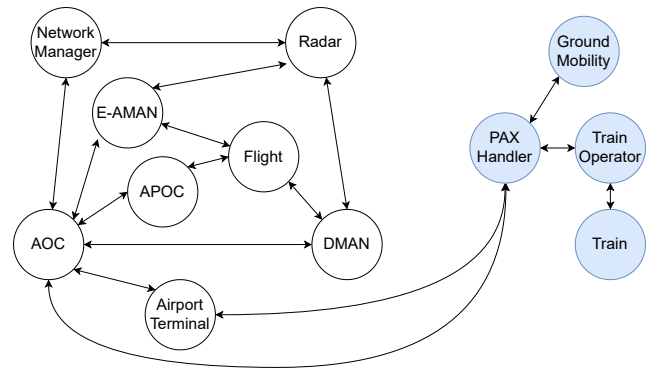 Network
Manager
Radar
Ground
Mobility
E-AMAN
PAX
Handler
Train
Operator
Flight
APOC
AOC
DMAN
Train
Airport
Terminal